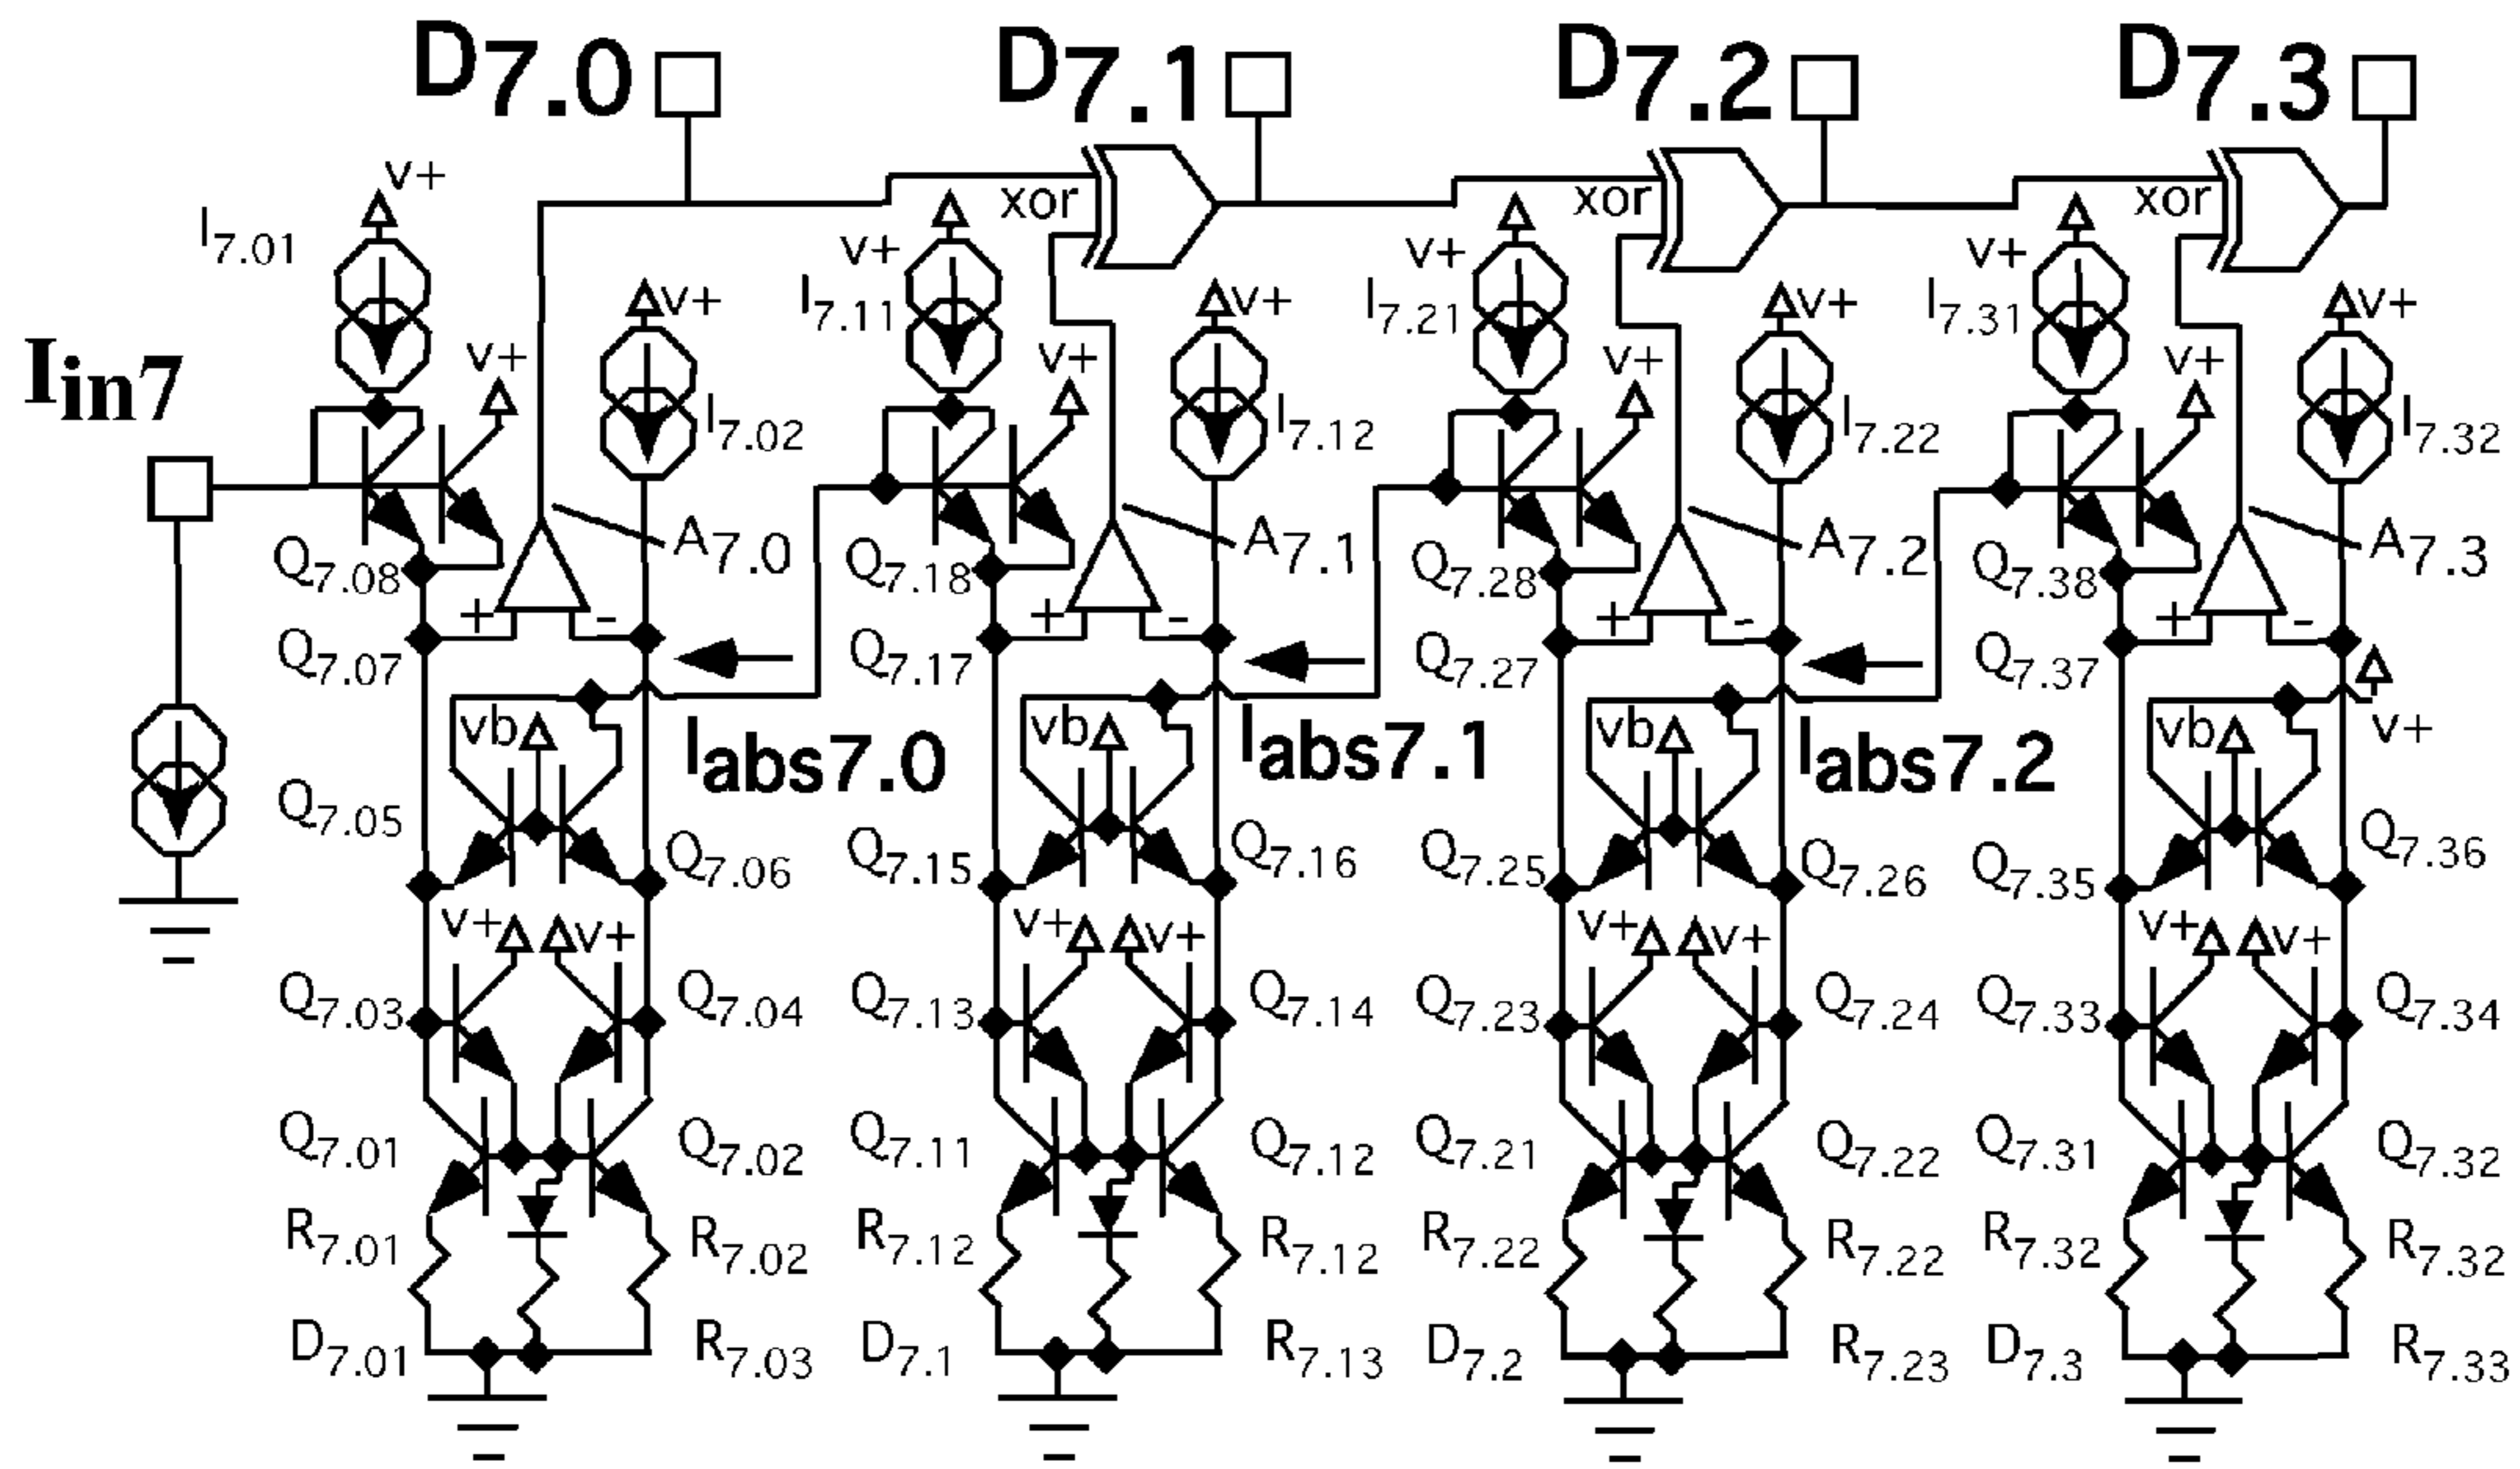 D7.0 D7.1 D7.2 D7.3
v+
I7.01 xor xor xor
v+ v+ v+
v+ v+ v+ v+
I7.11 I7.21 I7.31
Iin7 v+ v+ v+ v+
I7.02 I7.12 I7.22 I7.32
Q7.08 A7.0 Q7.18 A7.1 Q7.28 A7.2 Q7.38 A7.3
+ - + - + - + -
Q7.07 Q7.17 Q7.27 Q7.37
vb vb vb vb v+
Iabs7.0 Iabs7.1 Iabs7.2
Q7.05 Q7.06 Q7.15 Q7.16 Q7.25 Q7.26 Q7.35 Q7.36
v+ v+ v+ v+ v+ v+ v+ v+
Q7.03 Q7.04 Q7.13 Q7.14 Q7.23 Q7.24 Q7.33 Q7.34
Q7.01 Q7.02 Q7.11 Q7.12 Q7.21 Q7.22 Q7.31 Q7.32
R7.01 R7.02 R7.12 R7.12 R7.22 R7.22 R7.32 R7.32
D7.01 R7.03 D7.1 R7.13 D7.2 R7.23 D7.3 R7.33